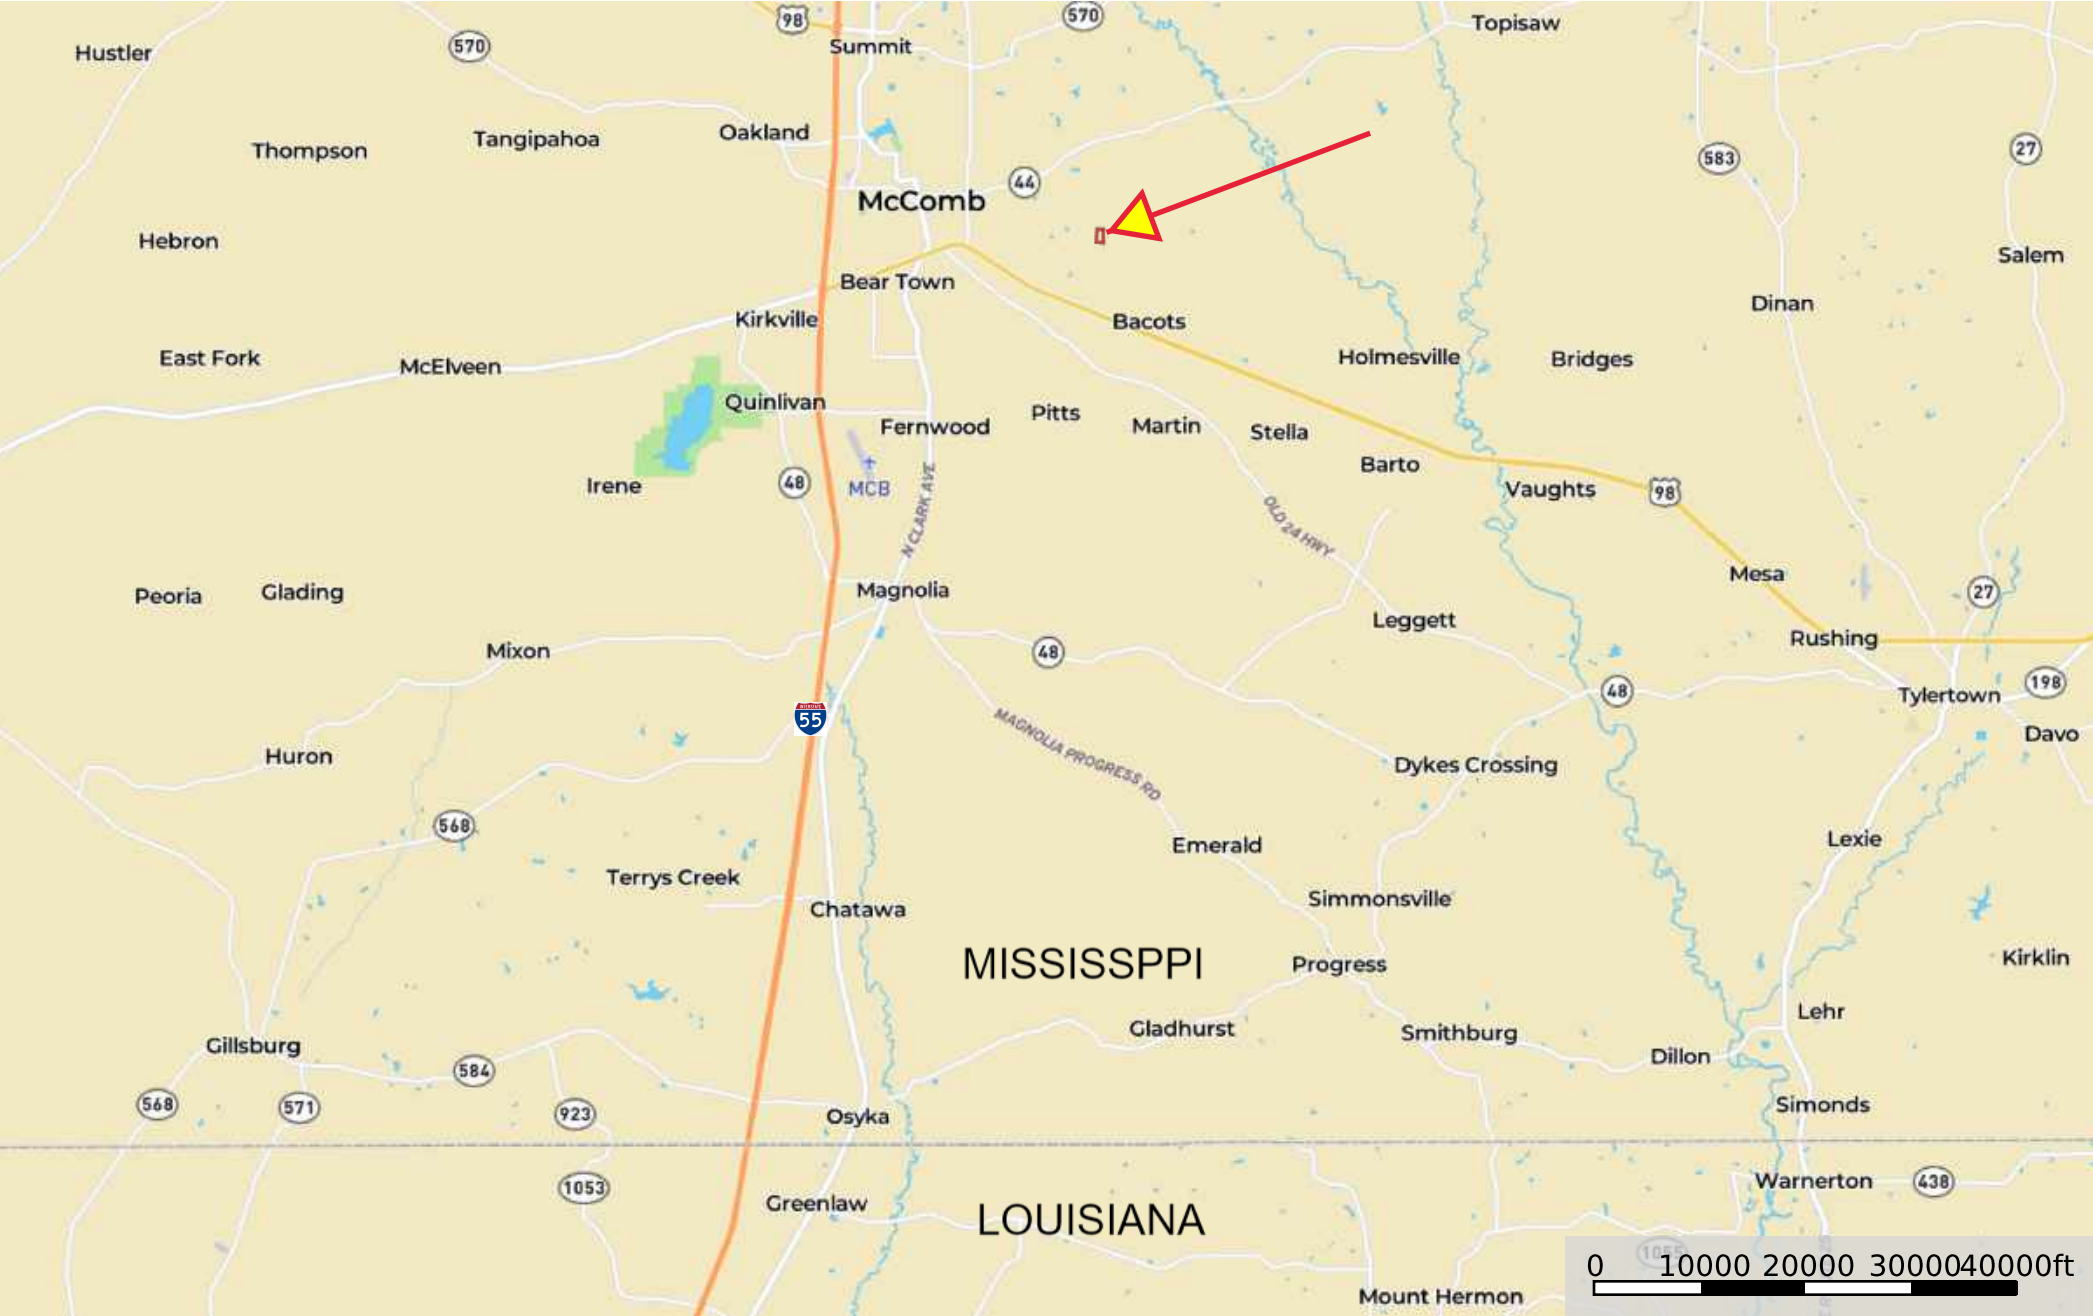 98
570
Topisaw
Hustler
570
Summit
Thompson
Tangipahoa
Oakland
583
27
44
McComb
Hebron
Salem
Bear Town
Dinan
Kirkville
Bacots
East Fork
McElveen
Holmesville
Bridges
Quinlivan
Fernwood
Pitts
Martin
Stella
Barto
Irene
48
MCB
Vaughts
98
N CLARK AVE
OLD 24 HWY
Mesa
Peoria
Glading
Magnolia
27
Leggett
Rushing
Mixon
48
48
198
Tylertown
INTERSTATE
55
MAGNOLIA PROGRESS RD
Davo
Huron
Dykes Crossing
568
Emerald
Lexie
Terrys Creek
Chatawa
Simmonsville
MISSISSPPI
Progress
Kirklin
Gladhurst
Smithburg
Lehr
Gillsburg
584
Dillon
568
571
923
Osyka
Simonds
1053
Greenlaw
Warnerton
438
LOUISIANA
1055
0 10000 20000 30000 40000ft
Mount Hermon